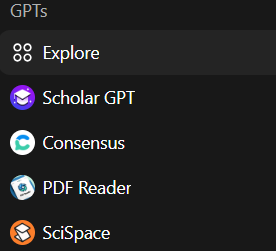 GPTs
Explore
Scholar GPT
Consensus
PDF Reader
SciSpace